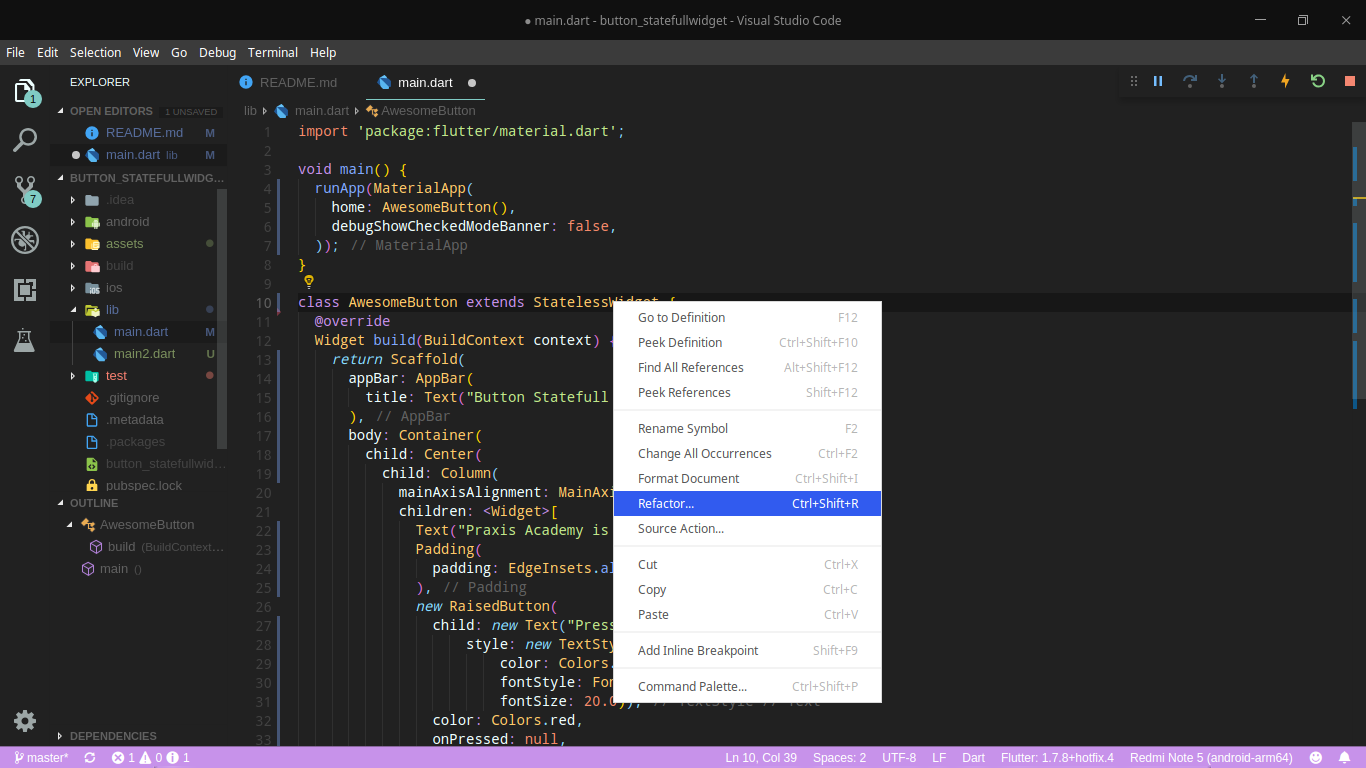 ● main.dart - button_statefullwidget - Visual Studio Code
File Edit Selection View Go Debug Terminal Help
EXPLORER
OPEN EDITORS 1 UNSAVED
README.md M
main.dart lib M
BUTTON_STATEFULLWIDG...
.idea
android
assets
build
ios
lib
main.dart M
main2.dart U
test
.gitignore
.metadata
.packages
button_statefullwid...
pubspec.lock
OUTLINE
AwesomeButton
build (BuildContext...
main ()
DEPENDENCIES
1
7
README.md main.dart
lib main.dart AwesomeButton
1 import 'package:flutter/material.dart';
2
3 void main() {
4 runApp(MaterialApp(
5 home: AwesomeButton(),
6 debugShowCheckedModeBanner: false,
7 )); // MaterialApp
8 }
9
10 class AwesomeButton extends StatelessWidget {
11 @override
12 Widget build(BuildContext context) {
13 return Scaffold(
14 appBar: AppBar(
15 title: Text("Button Statefull
16 ), // AppBar
17 body: Container(
18 child: Center(
19 child: Column(
20 mainAxisAlignment: MainAxi
21 children: <Widget>[
22 Text("Praxis Academy is
23 Padding(
24 padding: EdgeInsets.al
25 ), // Padding
26 new RaisedButton(
27 child: new Text("Press
28 style: new TextSty
29 color: Colors.
30 fontStyle: Fon
31 fontSize: 20.0)), // TextStyle // Text
32 color: Colors.red,
33 onPressed: null,
Go to Definition F12
Peek Definition Ctrl+Shift+F10
Find All References Alt+Shift+F12
Peek References Shift+F12
Rename Symbol F2
Change All Occurrences Ctrl+F2
Format Document Ctrl+Shift+I
Refactor... Ctrl+Shift+R
Source Action...
Cut Ctrl+X
Copy Ctrl+C
Paste Ctrl+V
Add Inline Breakpoint Shift+F9
Command Palette... Ctrl+Shift+P
master* 1 0 1 Ln 10, Col 39 Spaces: 2 UTF-8 LF Dart Flutter: 1.7.8+hotfix.4 Redmi Note 5 (android-arm64)